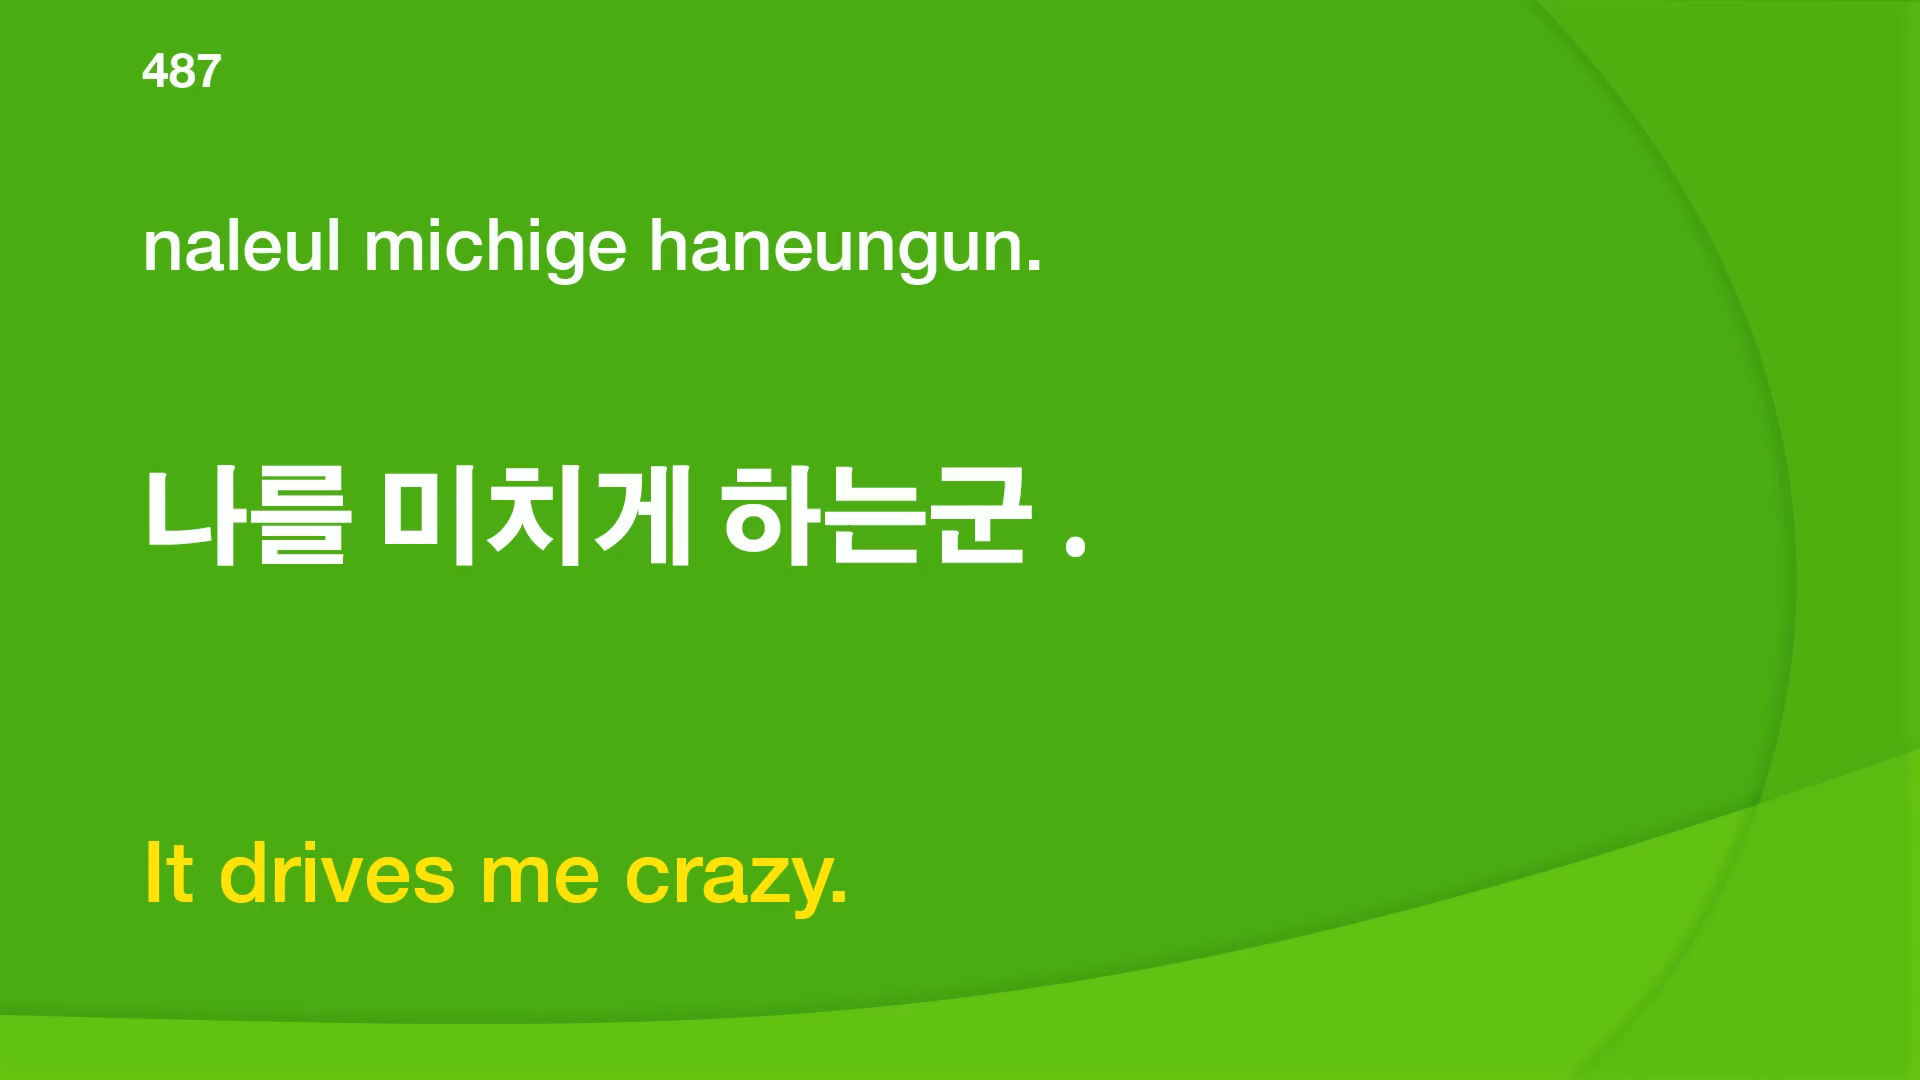 487
naleul michige haneungun.
나를 미치게 하는군 .
It drives me crazy.